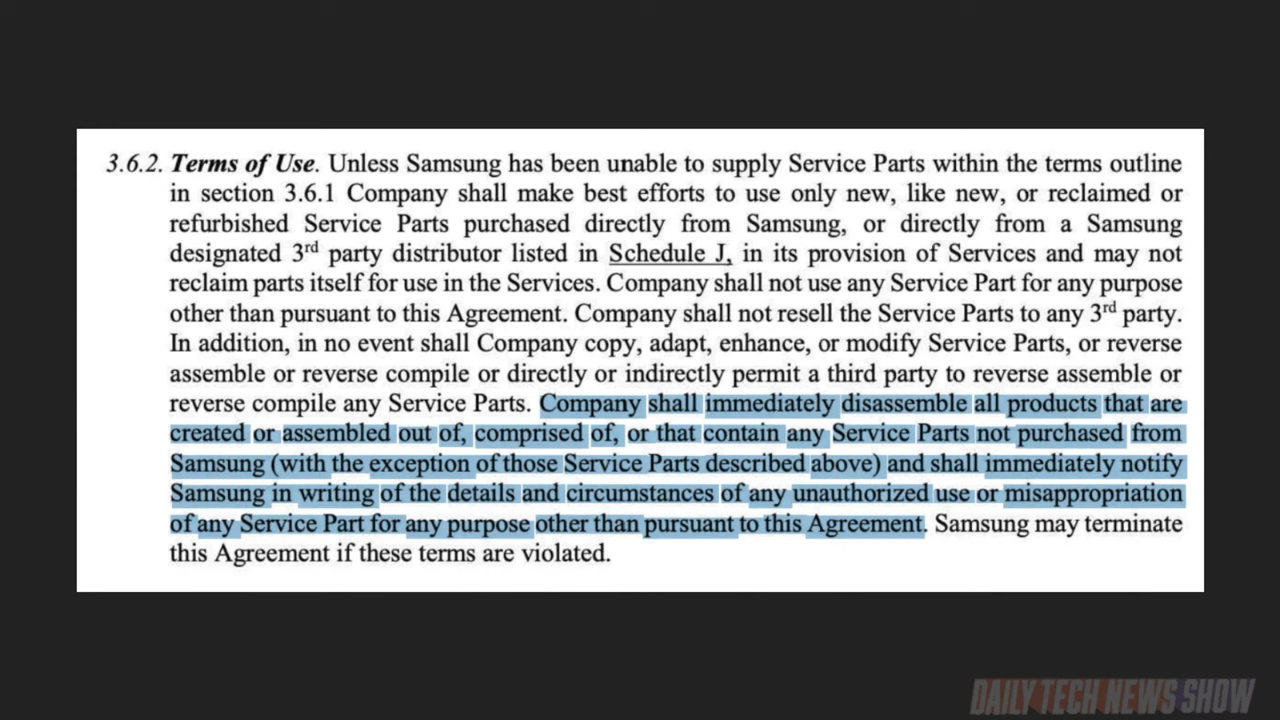 3.6.2. Terms of Use. Unless Samsung has been unable to supply Service Parts within the terms outline
in section 3.6.1 Company shall make best efforts to use only new, like new, or reclaimed or
refurbished Service Parts purchased directly from Samsung, or directly from a Samsung
designated 3rd party distributor listed in Schedule J, in its provision of Services and may not
reclaim parts itself for use in the Services. Company shall not use any Service Part for any purpose
other than pursuant to this Agreement. Company shall not resell the Service Parts to any 3rd party.
In addition, in no event shall Company copy, adapt, enhance, or modify Service Parts, or reverse
assemble or reverse compile or directly or indirectly permit a third party to reverse assemble or
reverse compile any Service Parts. Company shall immediately disassemble all products that are
created or assembled out of, comprised of, or that contain any Service Parts not purchased from
Samsung (with the exception of those Service Parts described above) and shall immediately notify
Samsung in writing of the details and circumstances of any unauthorized use or misappropriation
of any Service Part for any purpose other than pursuant to this Agreement. Samsung may terminate
this Agreement if these terms are violated.
DAILY TECH NEWS SHOW